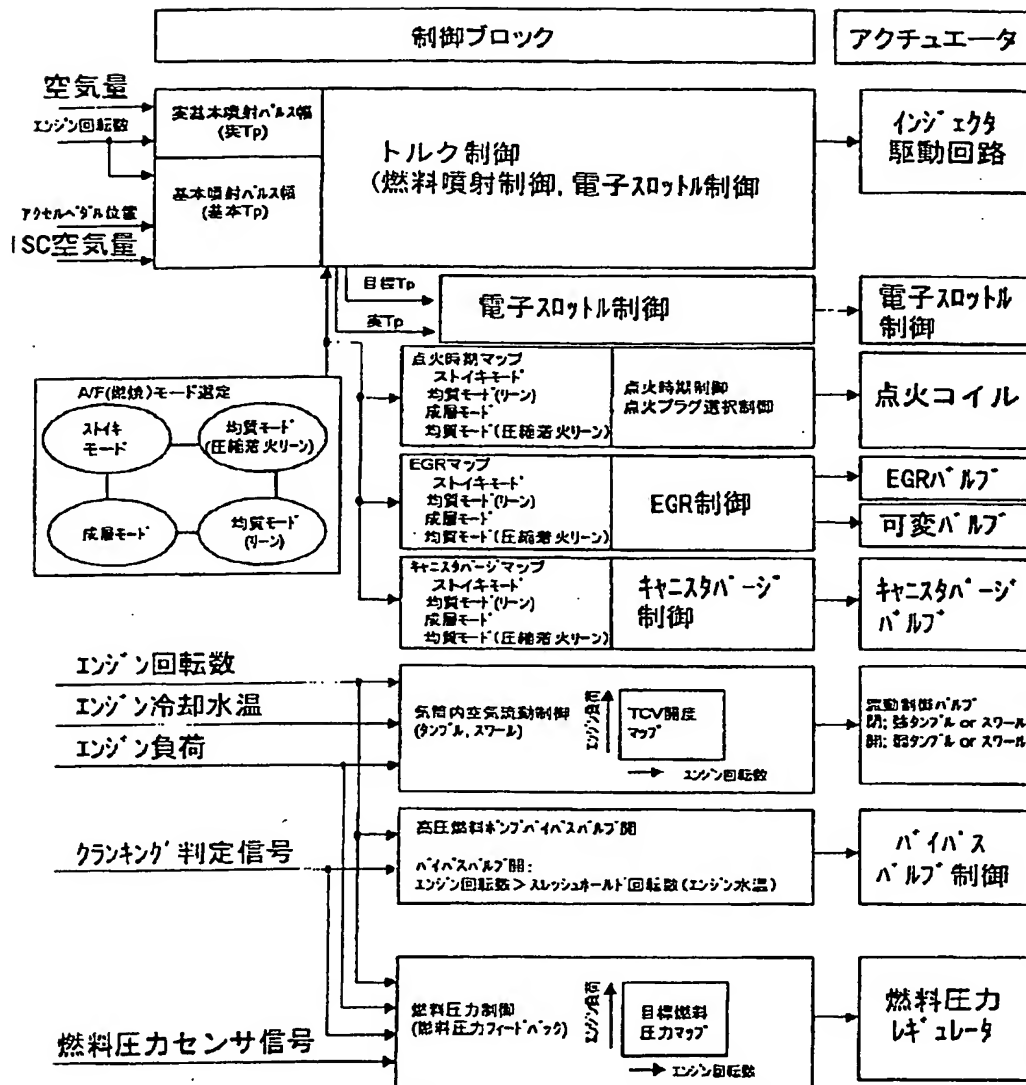 制御ブロック
アクチュエータ
空気量
エンジン回転数
アクセルペダル位置
ISC空気量
実基本噴射パルス幅
(実Tp)
基本噴射パルス幅
(基本Tp)
トルク制御
(燃料噴射制御,電子スロットル制御
インジェクタ
駆動回路
目標Tp
実Tp
電子スロットル制御
電子スロットル
制御
A/F(燃焼)モード選定
ストイキ
モード
均質モード
(圧縮着火リーン)
成層モード
均質モード
(リーン)
点火時期マップ
ストイキモード
均質モード(リーン)
成層モード
均質モード(圧縮着火リーン)
点火時期制御
点火プラグ選択制御
点火コイル
EGRマップ
ストイキモード
均質モード(リーン)
成層モード
均質モード(圧縮着火リーン)
EGR制御
EGRバルブ
可変バルブ
キャニスタパージマップ
ストイキモード
均質モード(リーン)
成層モード
均質モード(圧縮着火リーン)
キャニスタパージ
制御
キャニスタパージ
バルブ
エンジン回転数
エンジン冷却水温
エンジン負荷
気筒内空気流動制御
(タンブル,スワール)
エンジン負荷
TCV開度
マップ
エンジン回転数
流動制御バルブ
閉;強タンブル or スワール
開;弱タンブル or スワール
クランキング判定信号
高圧燃料ポンプバイパスバルブ開
バイパスバルブ開:
エンジン回転数>スレッシュホールド回転数(エンジン水温)
バイパス
バルブ制御
燃料圧力センサ信号
燃料圧力制御
(燃料圧力フィードバック)
エンジン負荷
目標燃料
圧力マップ
エンジン回転数
燃料圧力
レギュレータ